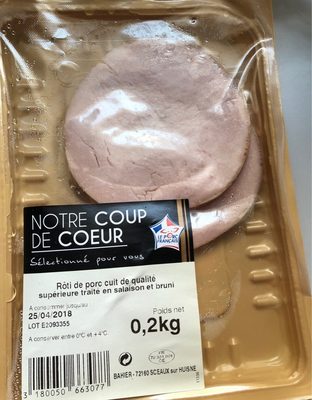 NOTRE COUP
DE COEUR
Sélectionné pour vous
LE PORC
FRANÇAIS
Rôti de porc cuit de qualité
supérieure traité en salaison et bruni
A consommer jusqu'au
25/04/2018
LOT E2093355
Poids net
0,2kg
A conserver entre 0°C et +4°C
3 180050 663077
BAHIER - 72160 SCEAUX sur HUISNE